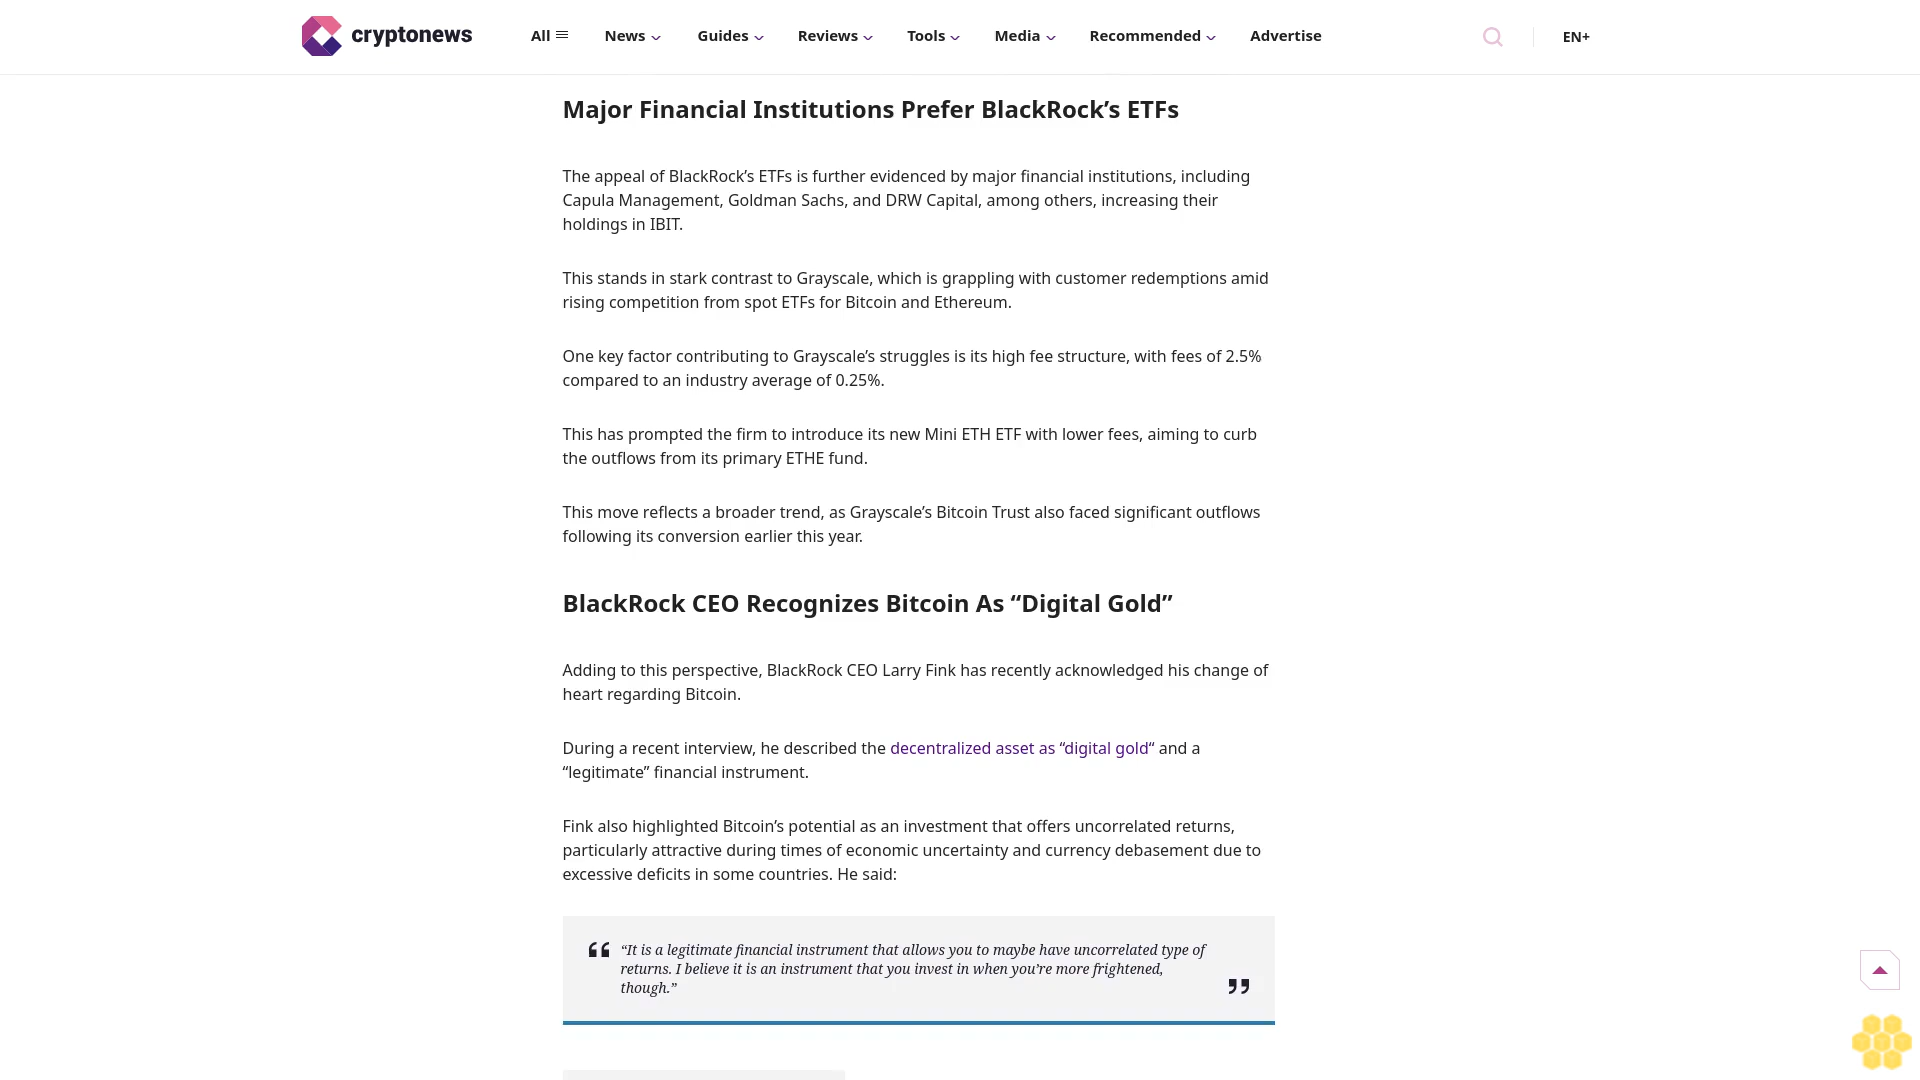 cryptonews
All
News
Guides
Reviews
Tools
Media
Recommended
Advertise
EN+
Major Financial Institutions Prefer BlackRock’s ETFs
The appeal of BlackRock’s ETFs is further evidenced by major financial institutions, including
Capula Management, Goldman Sachs, and DRW Capital, among others, increasing their
holdings in IBIT.
This stands in stark contrast to Grayscale, which is grappling with customer redemptions amid
rising competition from spot ETFs for Bitcoin and Ethereum.
One key factor contributing to Grayscale’s struggles is its high fee structure, with fees of 2.5%
compared to an industry average of 0.25%.
This has prompted the firm to introduce its new Mini ETH ETF with lower fees, aiming to curb
the outflows from its primary ETHE fund.
This move reflects a broader trend, as Grayscale’s Bitcoin Trust also faced significant outflows
following its conversion earlier this year.
BlackRock CEO Recognizes Bitcoin As “Digital Gold”
Adding to this perspective, BlackRock CEO Larry Fink has recently acknowledged his change of
heart regarding Bitcoin.
During a recent interview, he described the decentralized asset as “digital gold“ and a
“legitimate” financial instrument.
Fink also highlighted Bitcoin’s potential as an investment that offers uncorrelated returns,
particularly attractive during times of economic uncertainty and currency debasement due to
excessive deficits in some countries. He said:
“It is a legitimate financial instrument that allows you to maybe have uncorrelated type of
returns. I believe it is an instrument that you invest in when you’re more frightened,
though.”